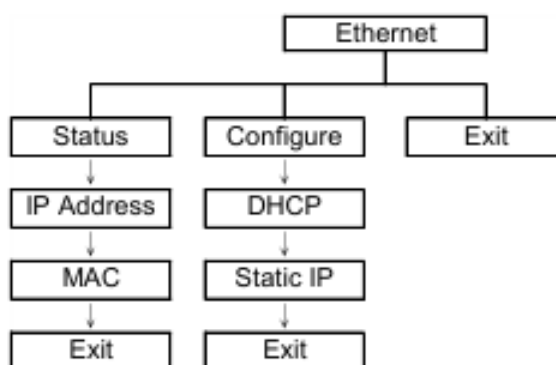 Ethernet
Status
Configure
Exit
IP Address
DHCP
MAC
Static IP
Exit
Exit